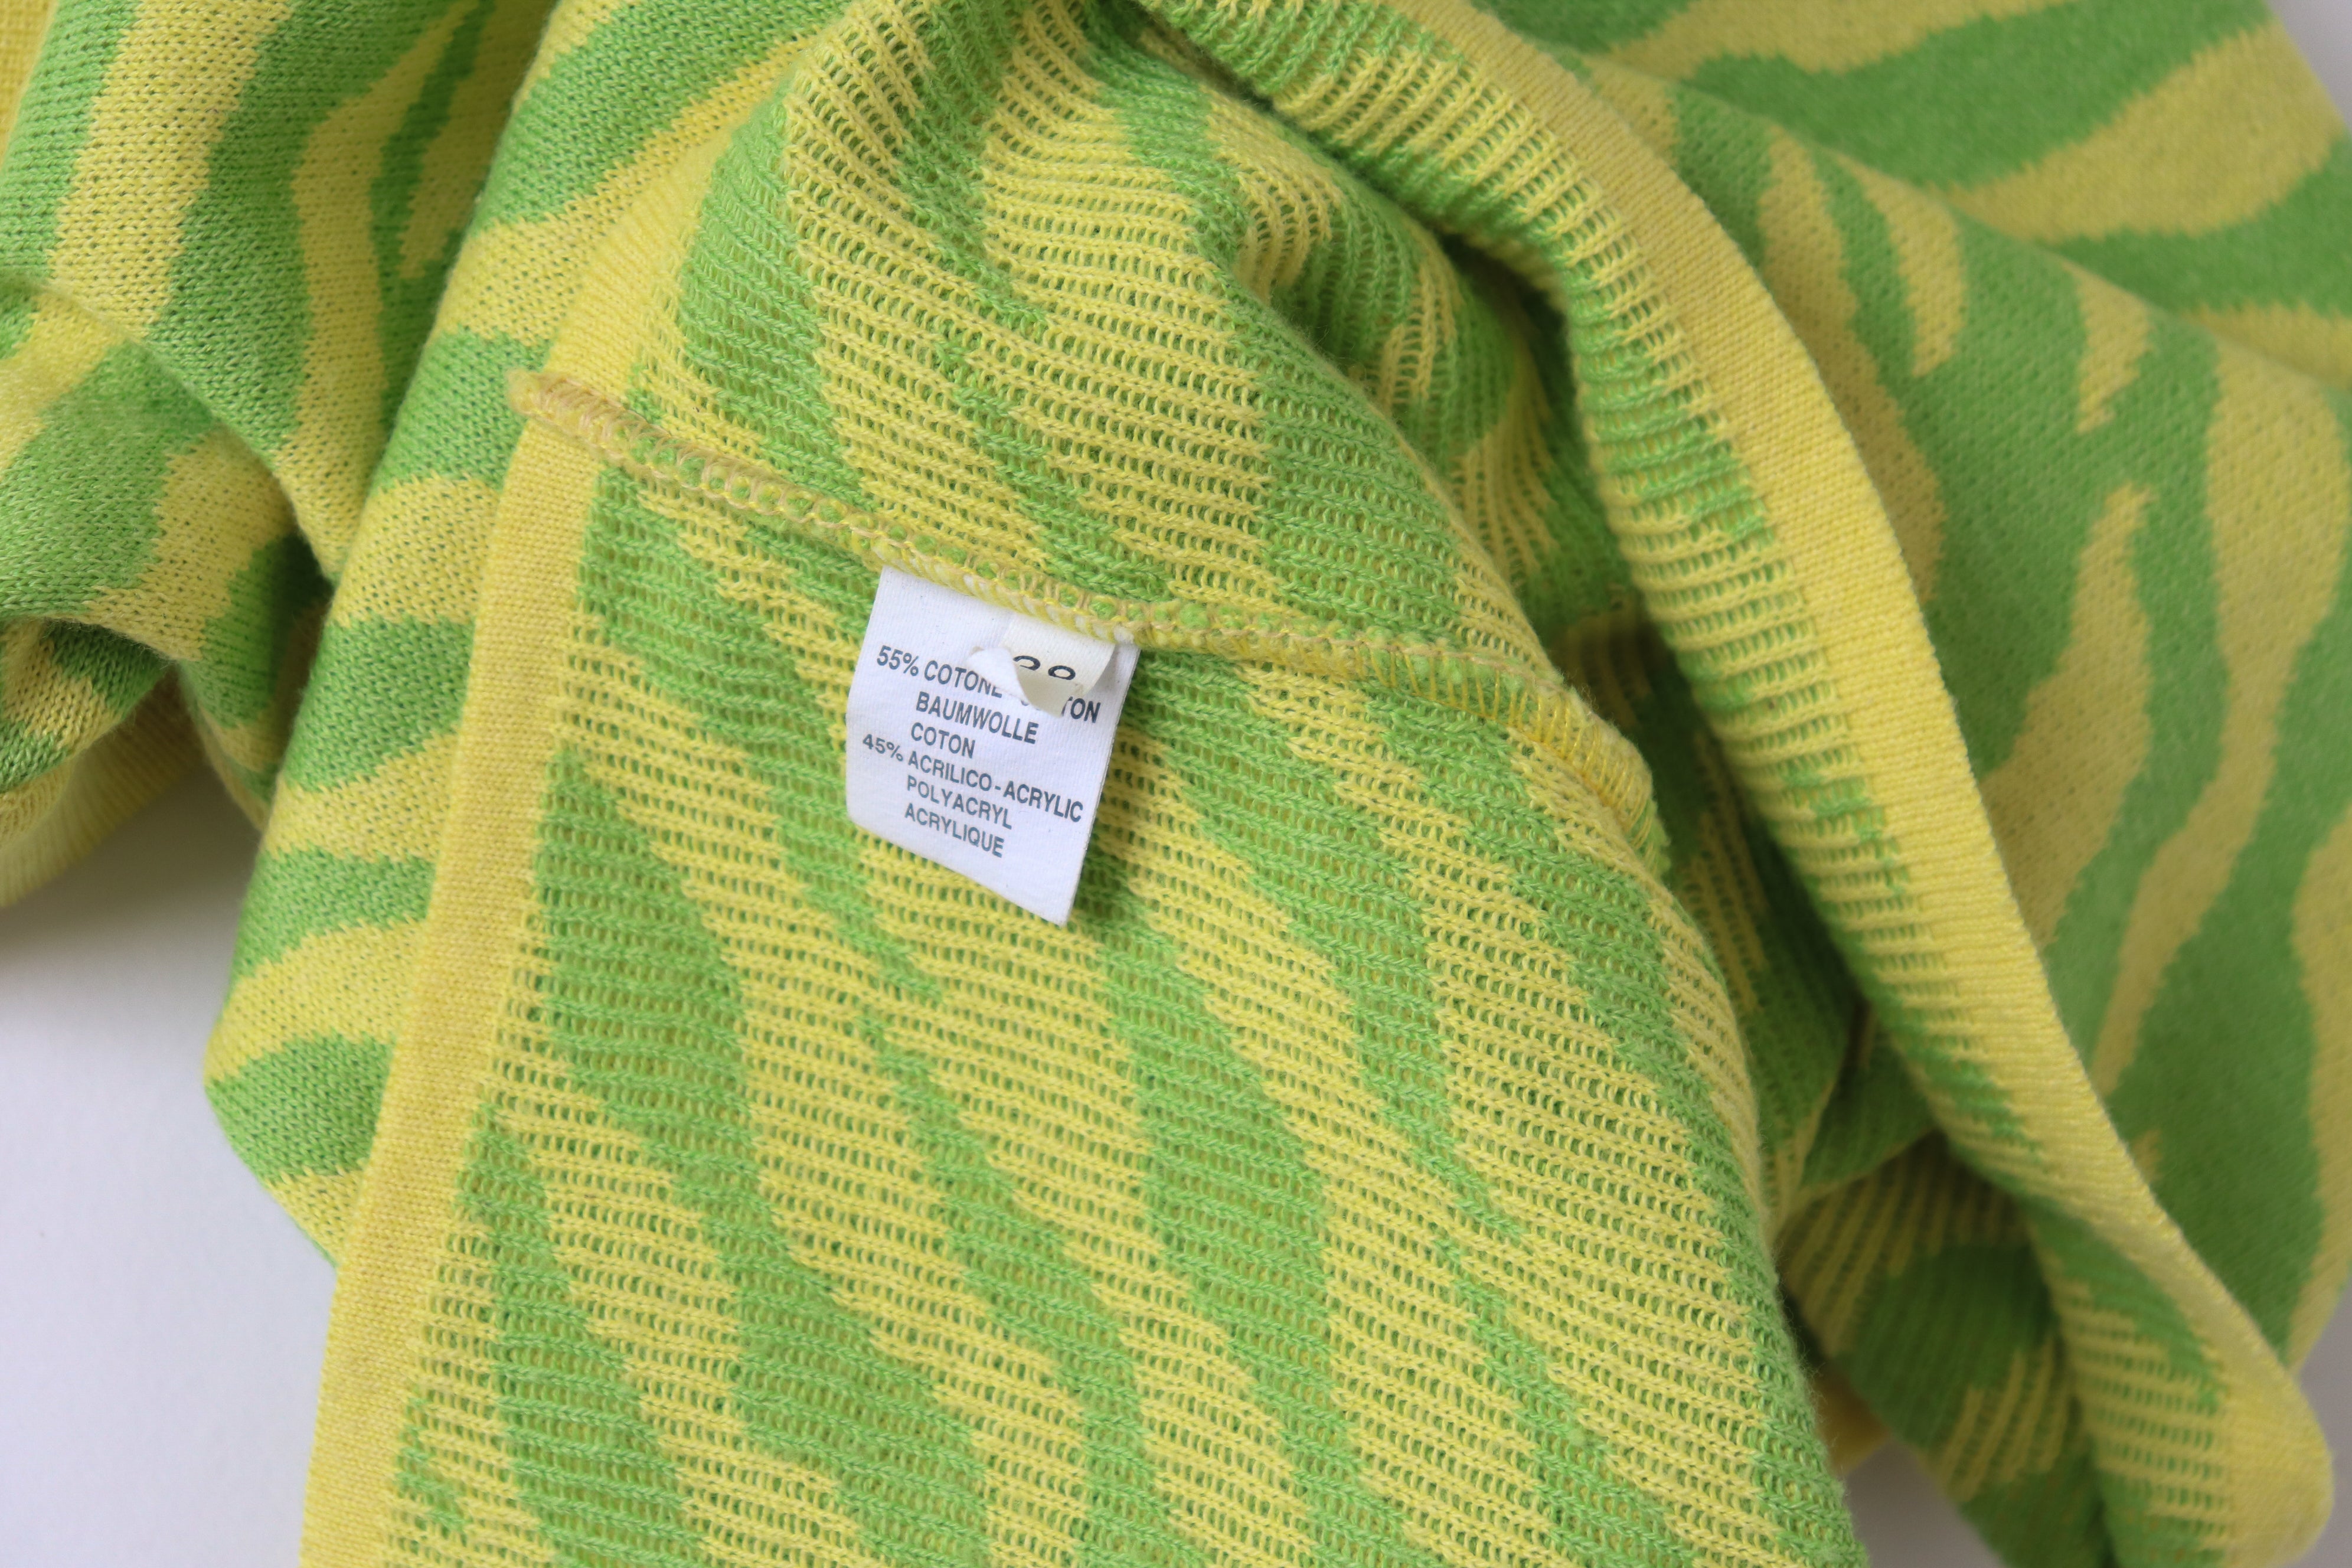 55% COTONE
BAUMWOLLE
COTON
45% ACRILICO-ACRYLIC
POLYACRYL
ACRYLIQUE